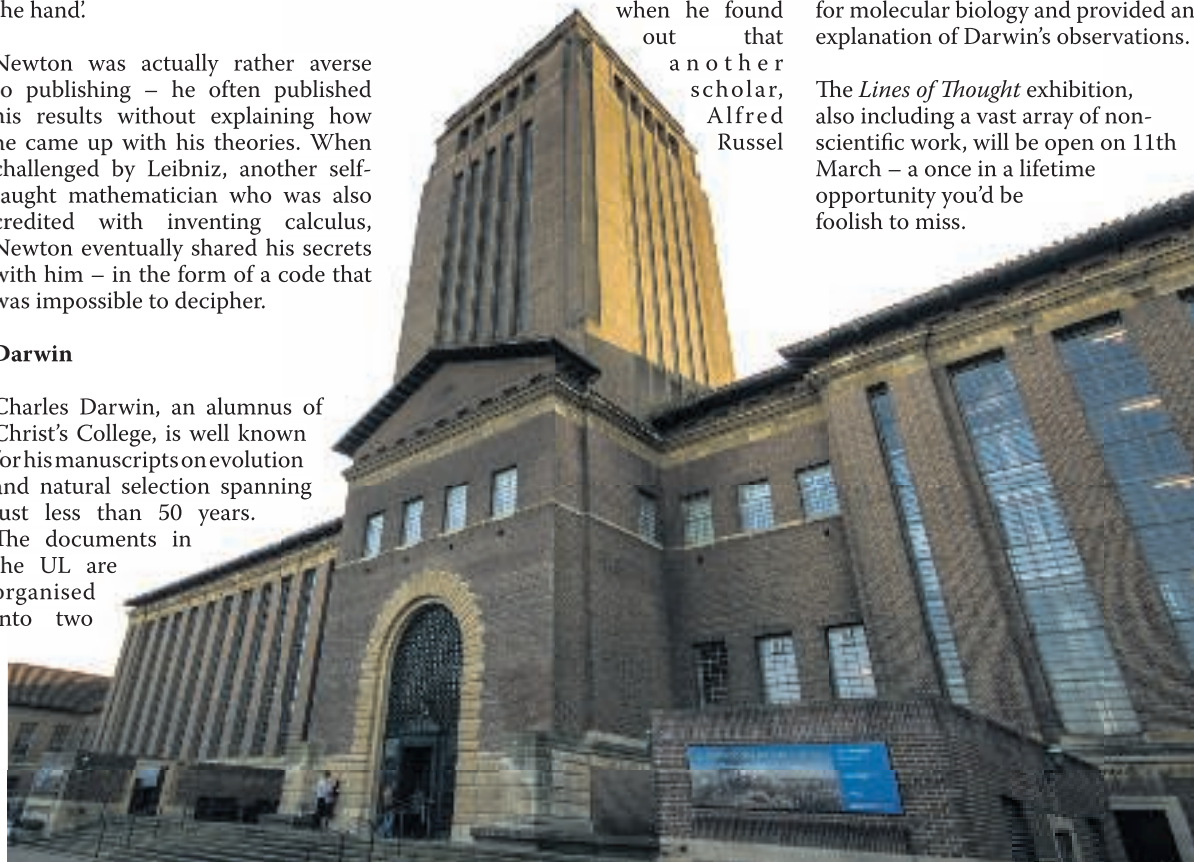 he hand'.
Newton was actually rather averse
o publishing – he often published
his results without explaining how
he came up with his theories. When
challenged by Leibniz, another self-
aught mathematician who was also
credited with inventing calculus,
Newton eventually shared his secrets
with him – in the form of a code that
was impossible to decipher.
Darwin
Charles Darwin, an alumnus of
Christ's College, is well known
for his manuscripts on evolution
and natural selection spanning
ust less than 50 years.
The documents in
the UL are
organised
nto two
when he found
out that
another
scholar,
Alfred
Russel
for molecular biology and provided an
explanation of Darwin's observations.
The Lines of Thought exhibition,
also including a vast array of non-
scientific work, will be open on 11th
March – a once in a lifetime
opportunity you'd be
foolish to miss.